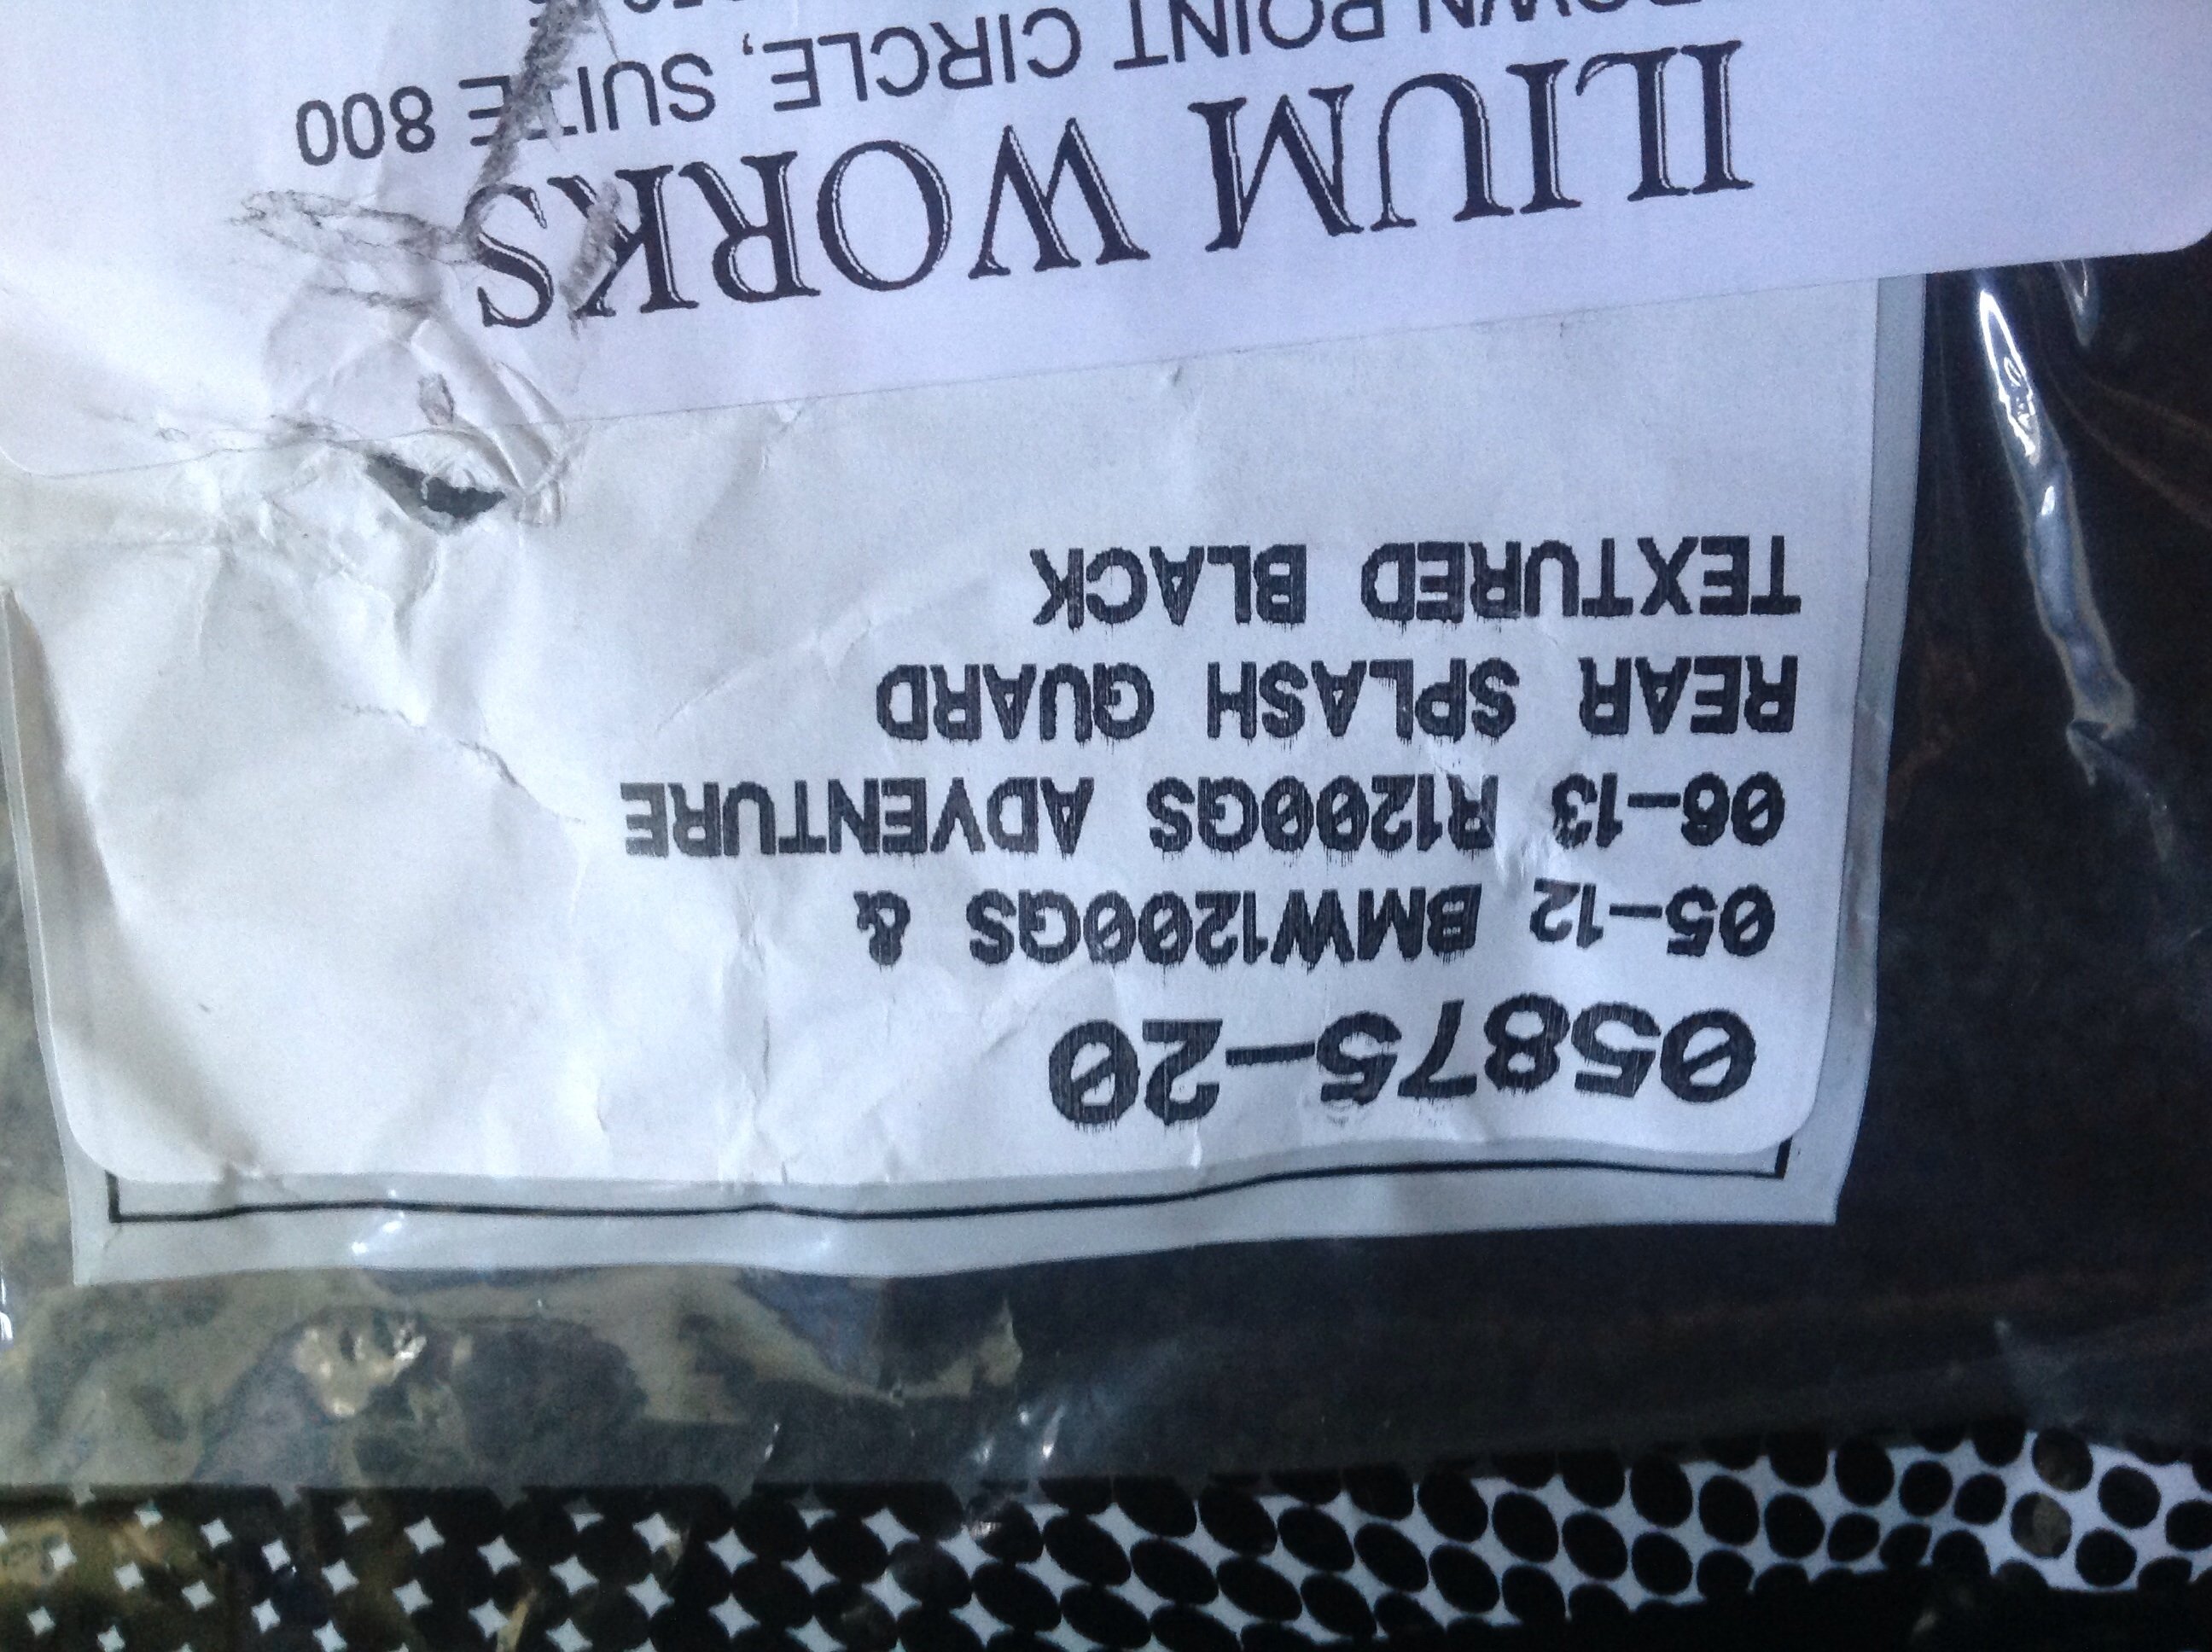 05875-20
05-12 BMW1200GS &
06-13 R1200GS ADVENTURE
REAR SPLASH GUARD
TEXTURED BLACK
ILIUM WORKS
POINT CIRCLE, SUITE 800